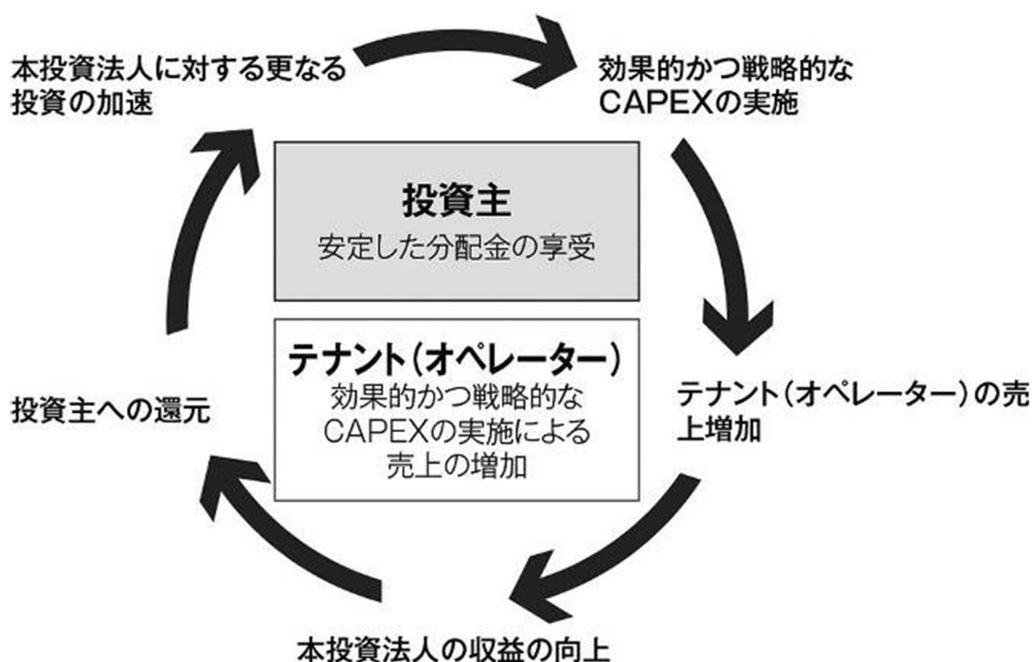 本投資法人に対する更なる
投資の加速
効果的かつ戦略的な
CAPEXの実施
投資主
安定した分配金の享受
テナント(オペレーター)
効果的かつ戦略的な
CAPEXの実施による
売上の増加
投資主への還元
テナント(オペレーター)の売
上増加
本投資法人の収益の向上